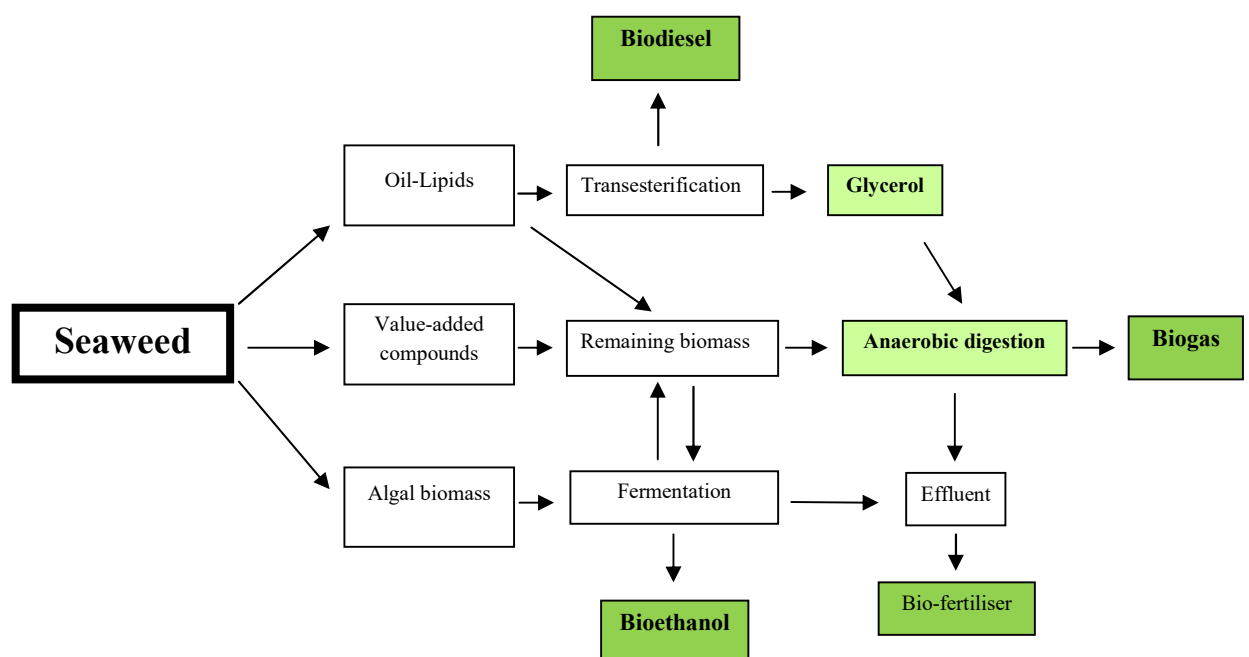 Biodiesel
Oil-Lipids
Transesterification
Glycerol
Seaweed
Value-added
compounds
Remaining biomass
Anaerobic digestion
Biogas
Algal biomass
Fermentation
Effluent
Bioethanol
Bio-fertiliser